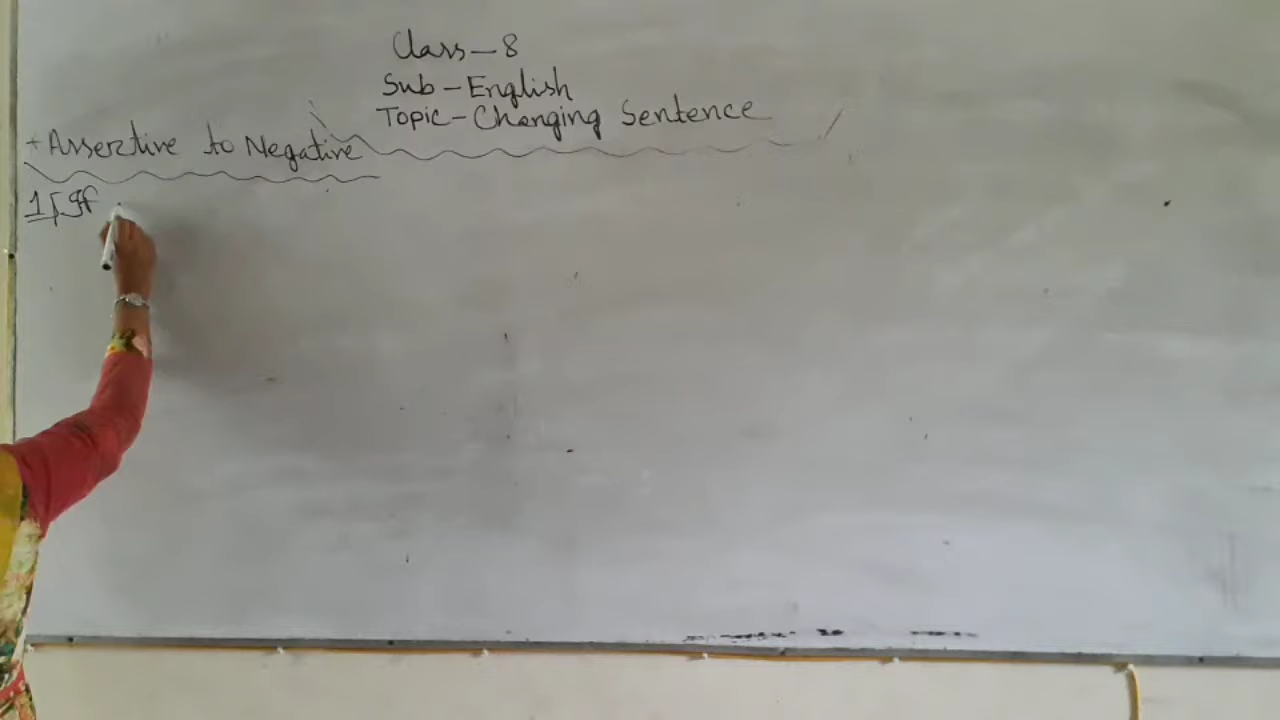 Class - 8
Sub - English
Topic - Changing Sentence
+ Assertive to Negative
1, If